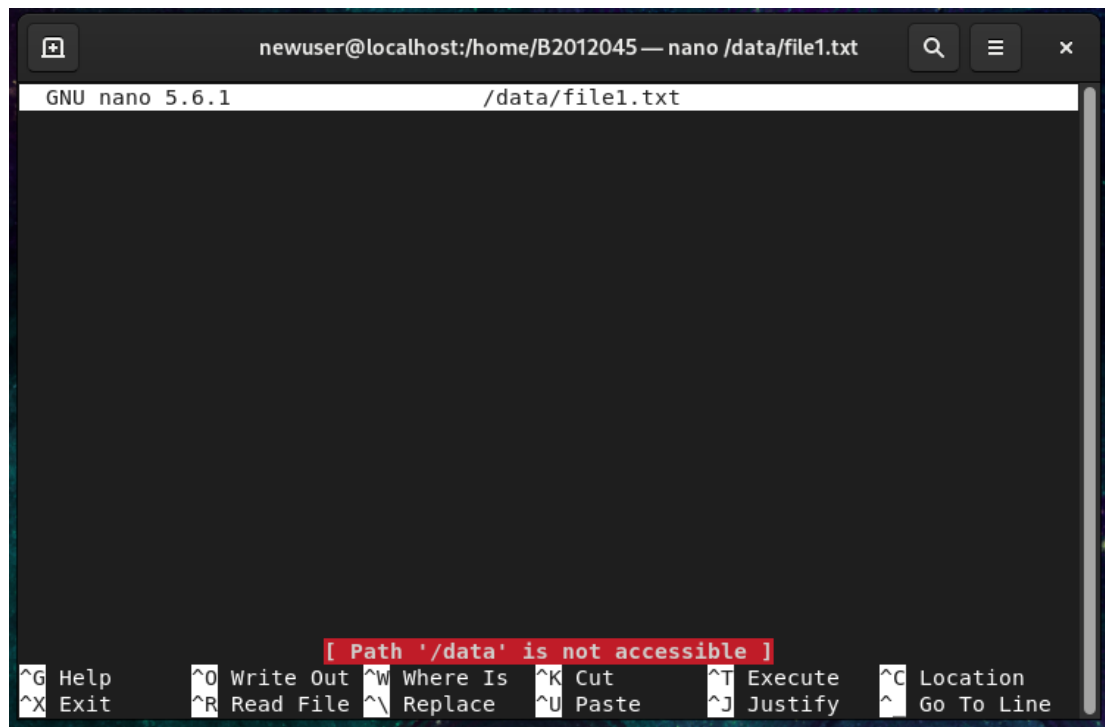 newuser@localhost:/home/B2012045 — nano /data/file1.txt
GNU nano 5.6.1 /data/file1.txt
[ Path '/data' is not accessible ]
^G Help ^O Write Out ^W Where Is ^K Cut ^T Execute ^C Location
^X Exit ^R Read File ^\ Replace ^U Paste ^J Justify ^_ Go To Line